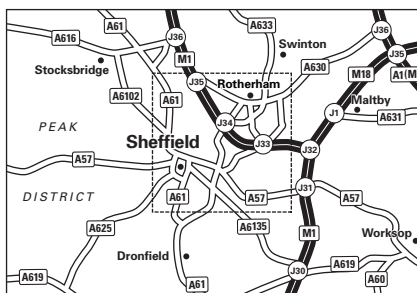 A61
A633
A616
J36
Swinton
J36
M1
J35
Stocksbridge
J35
Rotherham
A630
M18
A1(M)
A6102
A61
Maltby
J34
J1
A631
PEAK
Sheffield
J33
J32
A57
J31
DISTRICT
A61
A57
A57
A625
A6135
M1
Worksop
Dronfield
J30
A619
A619
A60
A61